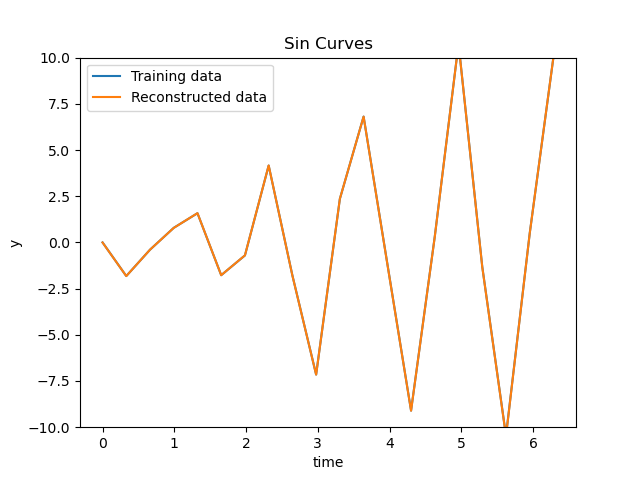 Sin Curves
Training data
Reconstructed data
10.0
7.5
5.0
2.5
0.0
−2.5
−5.0
−7.5
−10.0
y
0 1 2 3 4 5 6
time